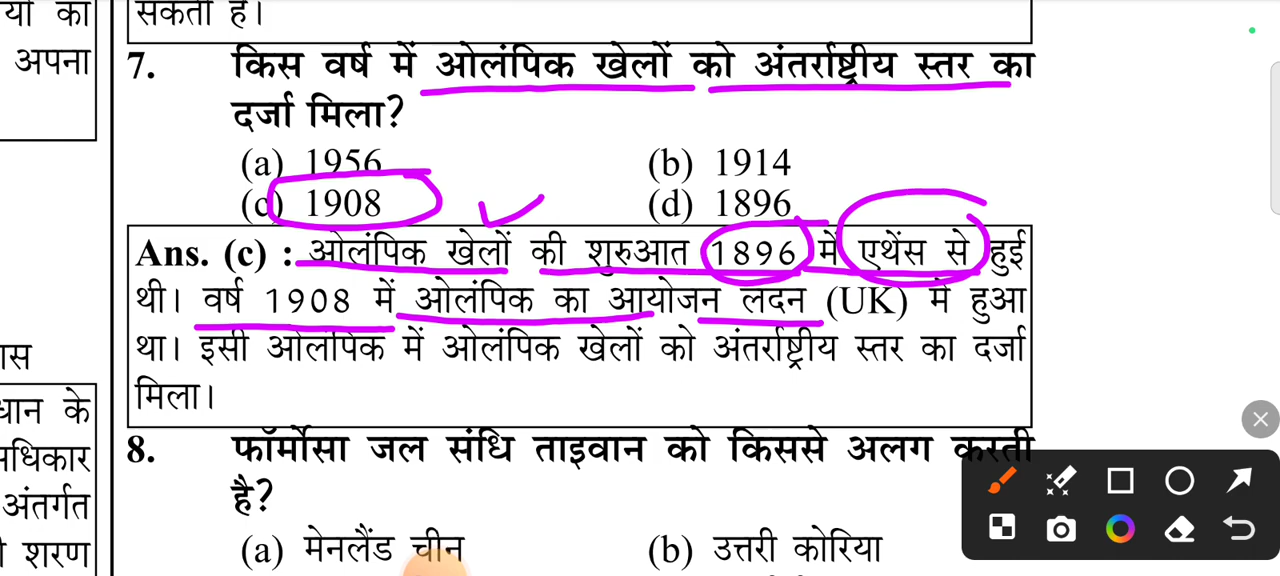 यों का
अपना
ास
धान के
अधिकार
अंतर्गत
शरण
सकती है।
7. किस वर्ष में ओलंपिक खेलों को अंतर्राष्ट्रीय स्तर का
दर्जा मिला?
(a) 1956 (b) 1914
(c) 1908 (d) 1896
Ans. (c) : ओलंपिक खेलों की शुरुआत 1896 में एथेंस से हुई
थी। वर्ष 1908 में ओलंपिक का आयोजन लंदन (UK) में हुआ
था। इसी ओलंपिक में ओलंपिक खेलों को अंतर्राष्ट्रीय स्तर का दर्जा
मिला।
8. फॉर्मोसा जल संधि ताइवान को किससे अलग करती
है?
(a) मेनलैंड चीन (b) उत्तरी कोरिया